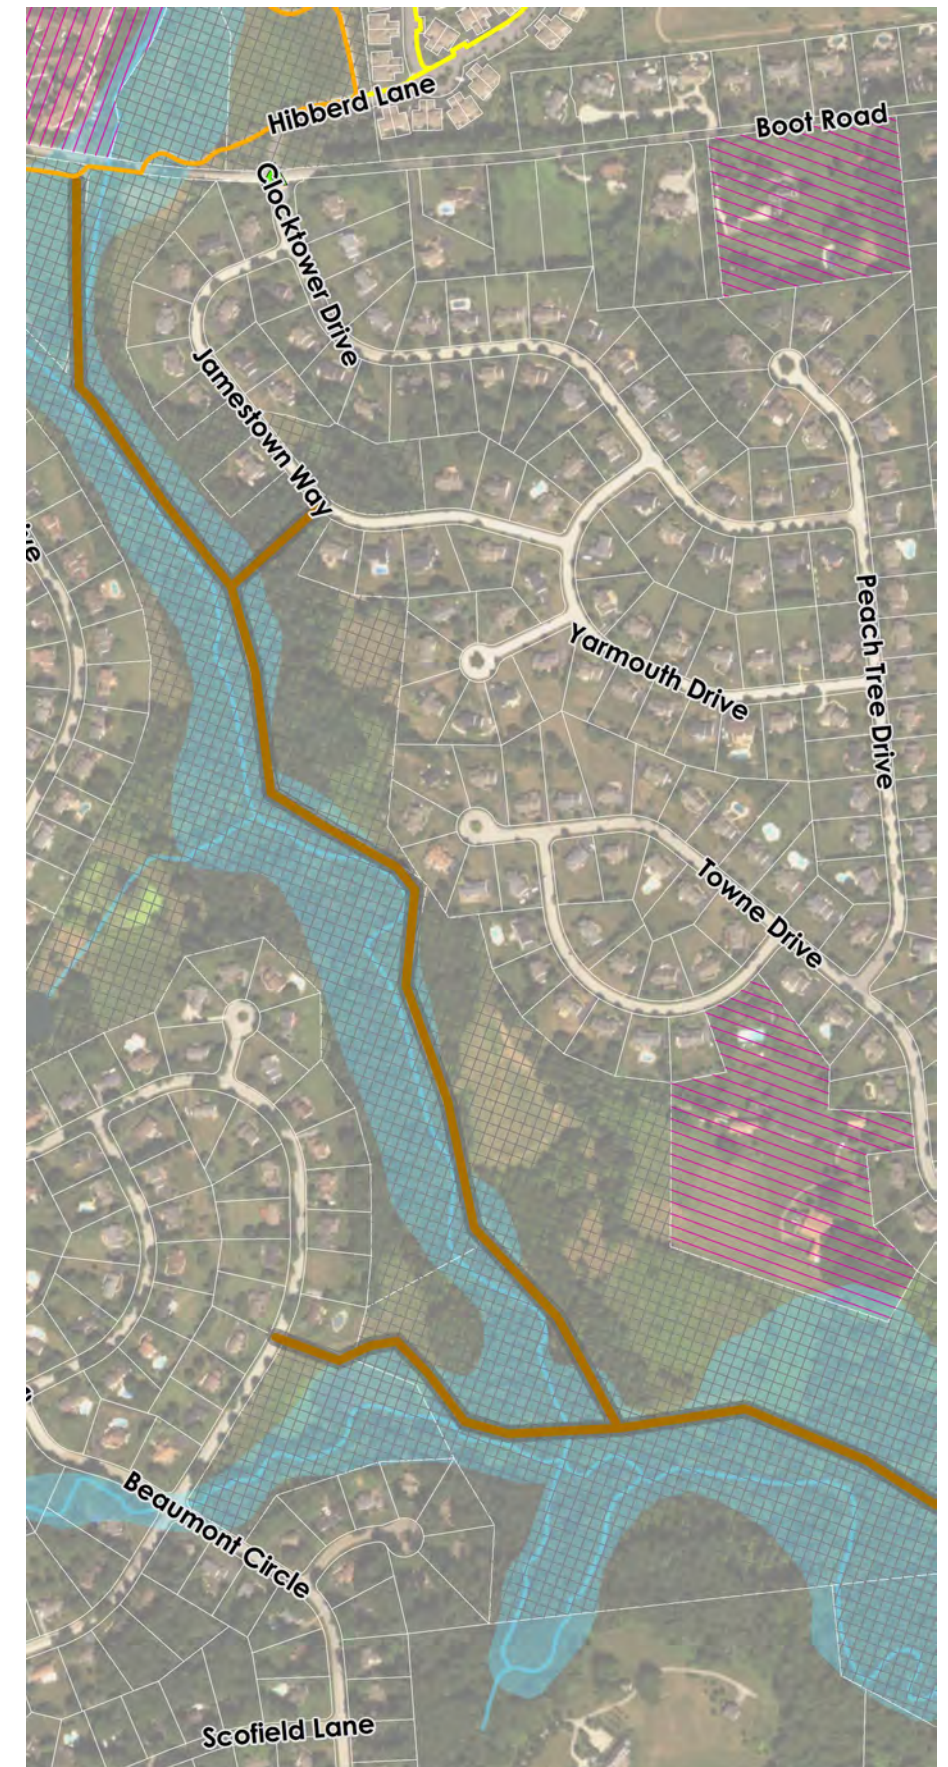 Hibberd Lane
Boot Road
Clocktower Drive
Jamestown Way
Peach Tree Drive
Yarmouth Drive
Towne Drive
Beaumont Circle
Scofield Lane